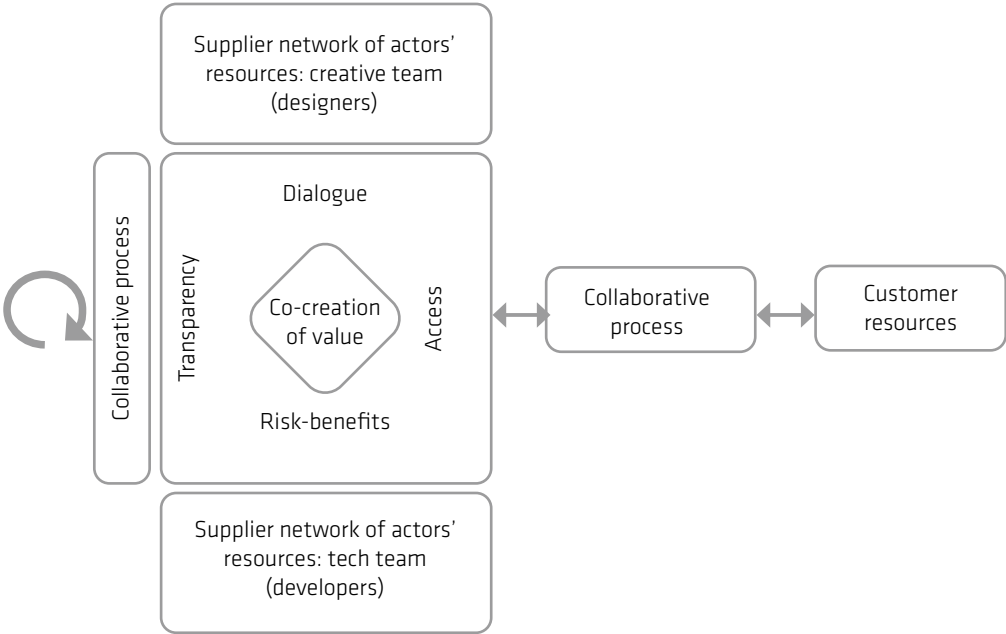 Supplier network of actors’
resources: creative team
(designers)
Collaborative process
Transparency
Dialogue
Co-creation
of value
Access
Risk-benefits
Collaborative
process
Customer
resources
Supplier network of actors’
resources: tech team
(developers)